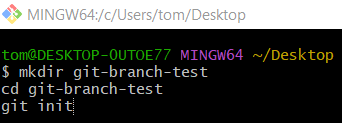 MINGW64:/c/Users/tom/Desktop
tom@DESKTOP-OUTOE77 MINGW64 ~/Desktop
$ mkdir git-branch-test
cd git-branch-test
git init